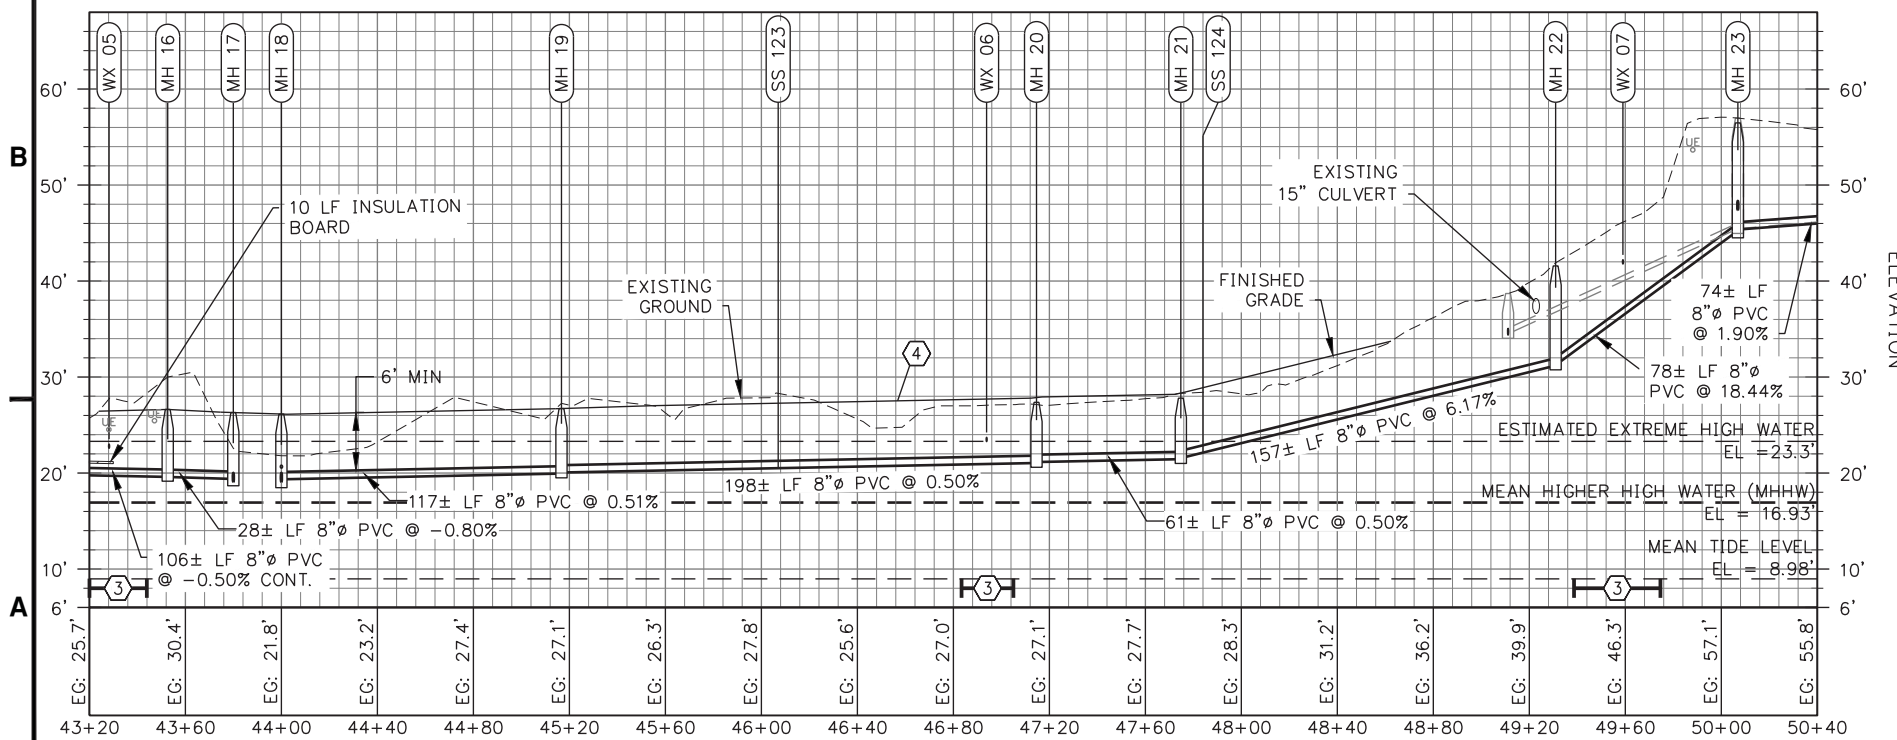 WX 05
MH 16
MH 17
MH 18
MH 19
SS 123
WX 06
MH 20
MH 21
SS 124
MH 22
WX 07
MH 23
60'
60'
B
50'
50'
40'
40'
30'
30'
20'
20'
10'
10'
A
6'
6'
ELEVATION
10 LF INSULATION
BOARD
EXISTING
GROUND
4
6' MIN
FINISHED
GRADE
EXISTING
15" CULVERT
UE
UE
UE
74± LF
8"ø PVC
@ 1.90%
78± LF 8"ø
PVC @ 18.44%
157± LF 8"ø PVC @ 6.17%
ESTIMATED EXTREME HIGH WATER
EL =23.3'
MEAN HIGHER HIGH WATER (MHHW)
EL = 16.93'
MEAN TIDE LEVEL
EL = 8.98'
198± LF 8"ø PVC @ 0.50%
117± LF 8"ø PVC @ 0.51%
61± LF 8"ø PVC @ 0.50%
28± LF 8"ø PVC @ -0.80%
106± LF 8"ø PVC
@ -0.50% CONT.
3
3
3
EG: 25.7'
EG: 30.4'
EG: 21.8'
EG: 23.2'
EG: 27.4'
EG: 27.1'
EG: 26.3'
EG: 27.8'
EG: 25.6'
EG: 27.0'
EG: 27.1'
EG: 27.7'
EG: 28.3'
EG: 31.2'
EG: 36.2'
EG: 39.9'
EG: 46.3'
EG: 57.1'
EG: 55.8'
43+20
43+60
44+00
44+40
44+80
45+20
45+60
46+00
46+40
46+80
47+20
47+60
48+00
48+40
48+80
49+20
49+60
50+00
50+40